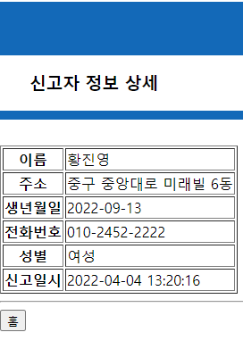 신고자 정보 상세
이름 황진영
주소 중구 중앙대로 미래빌 6동
생년월일 2022-09-13
전화번호 010-2452-2222
성별 여성
신고일시 2022-04-04 13:20:16
홈